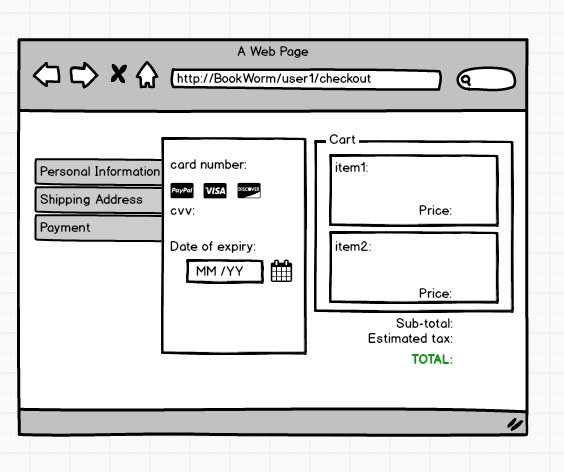 A Web Page
http://BookWorm/user1/checkout
Personal Information
Shipping Address
Payment
card number:
PayPal VISA DISCOVER
cvv:
Date of expiry:
MM /YY
Cart
item1:
Price:
item2:
Price:
Sub-total:
Estimated tax:
TOTAL: